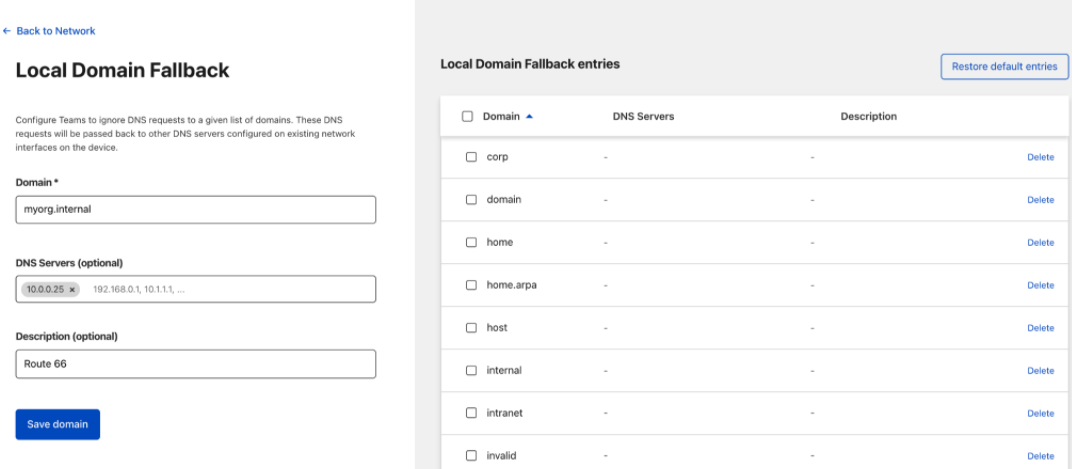 ← Back to Network
Local Domain Fallback
Configure Teams to ignore DNS requests to a given list of domains. These DNS
requests will be passed back to other DNS servers configured on existing network
interfaces on the device.
Domain *
myorg.internal
DNS Servers (optional)
10.0.0.25 × 192.168.0.1, 10.1.1.1, ...
Description (optional)
Route 66
Save domain
Local Domain Fallback entries
Restore default entries
Domain ▲ DNS Servers Description
corp - - Delete
domain - - Delete
home - - Delete
home.arpa - - Delete
host - - Delete
internal - - Delete
intranet - - Delete
invalid - - Delete